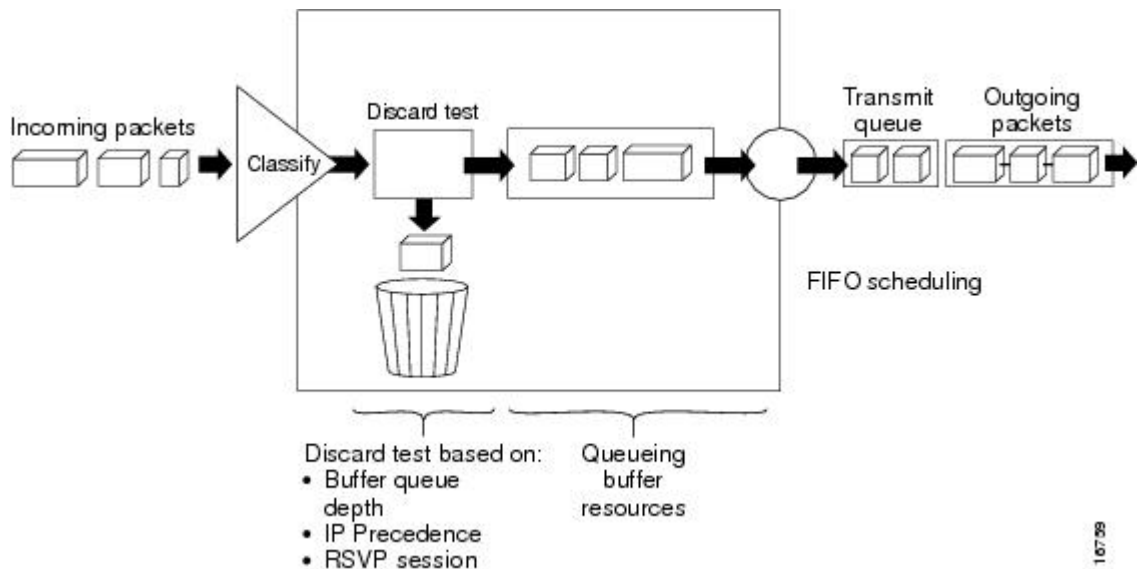 Incoming packets
Classify
Discard test
Transmit
queue
Outgoing
packets
FIFO scheduling
Discard test based on:
• Buffer queue
depth
• IP Precedence
• RSVP session
Queueing
buffer
resources
16759